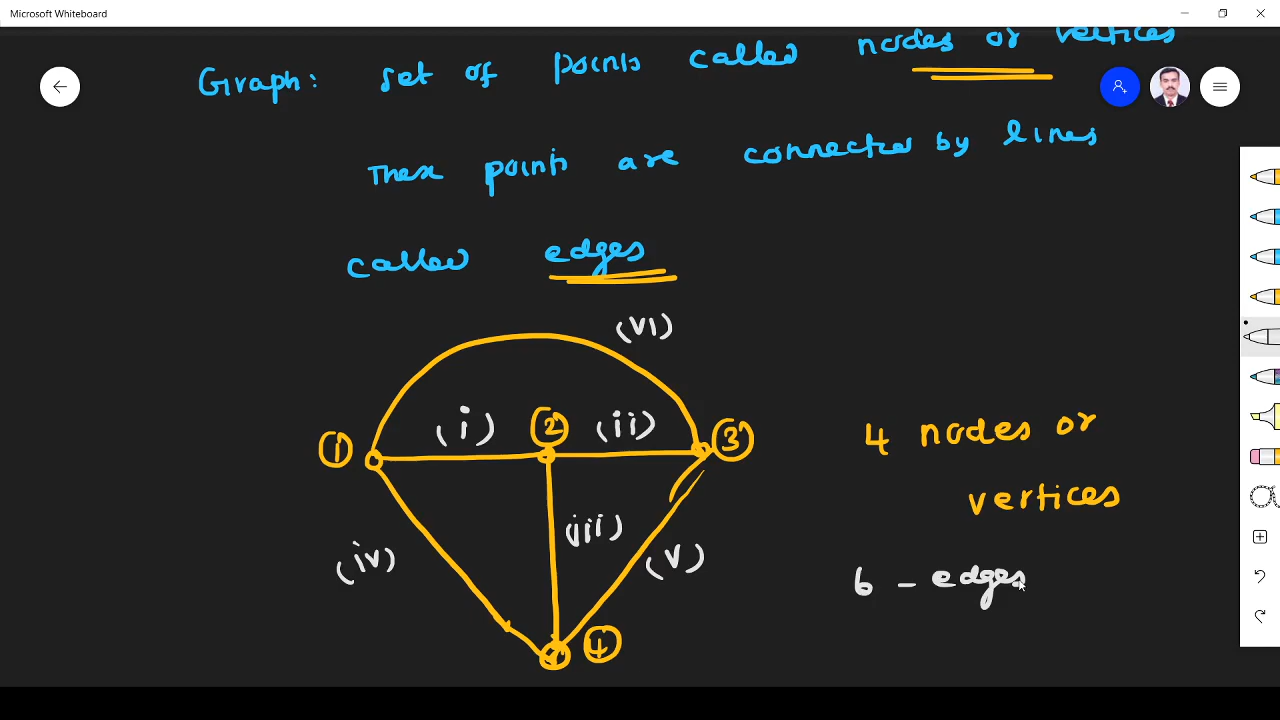 Microsoft Whiteboard
Graph: set of points called nodes or vertices
These points are connected by lines
called edges
(vi)
(i) (ii)
1 2 3
(iii)
(iv) (v)
4
4 nodes or
vertices
6 - edges